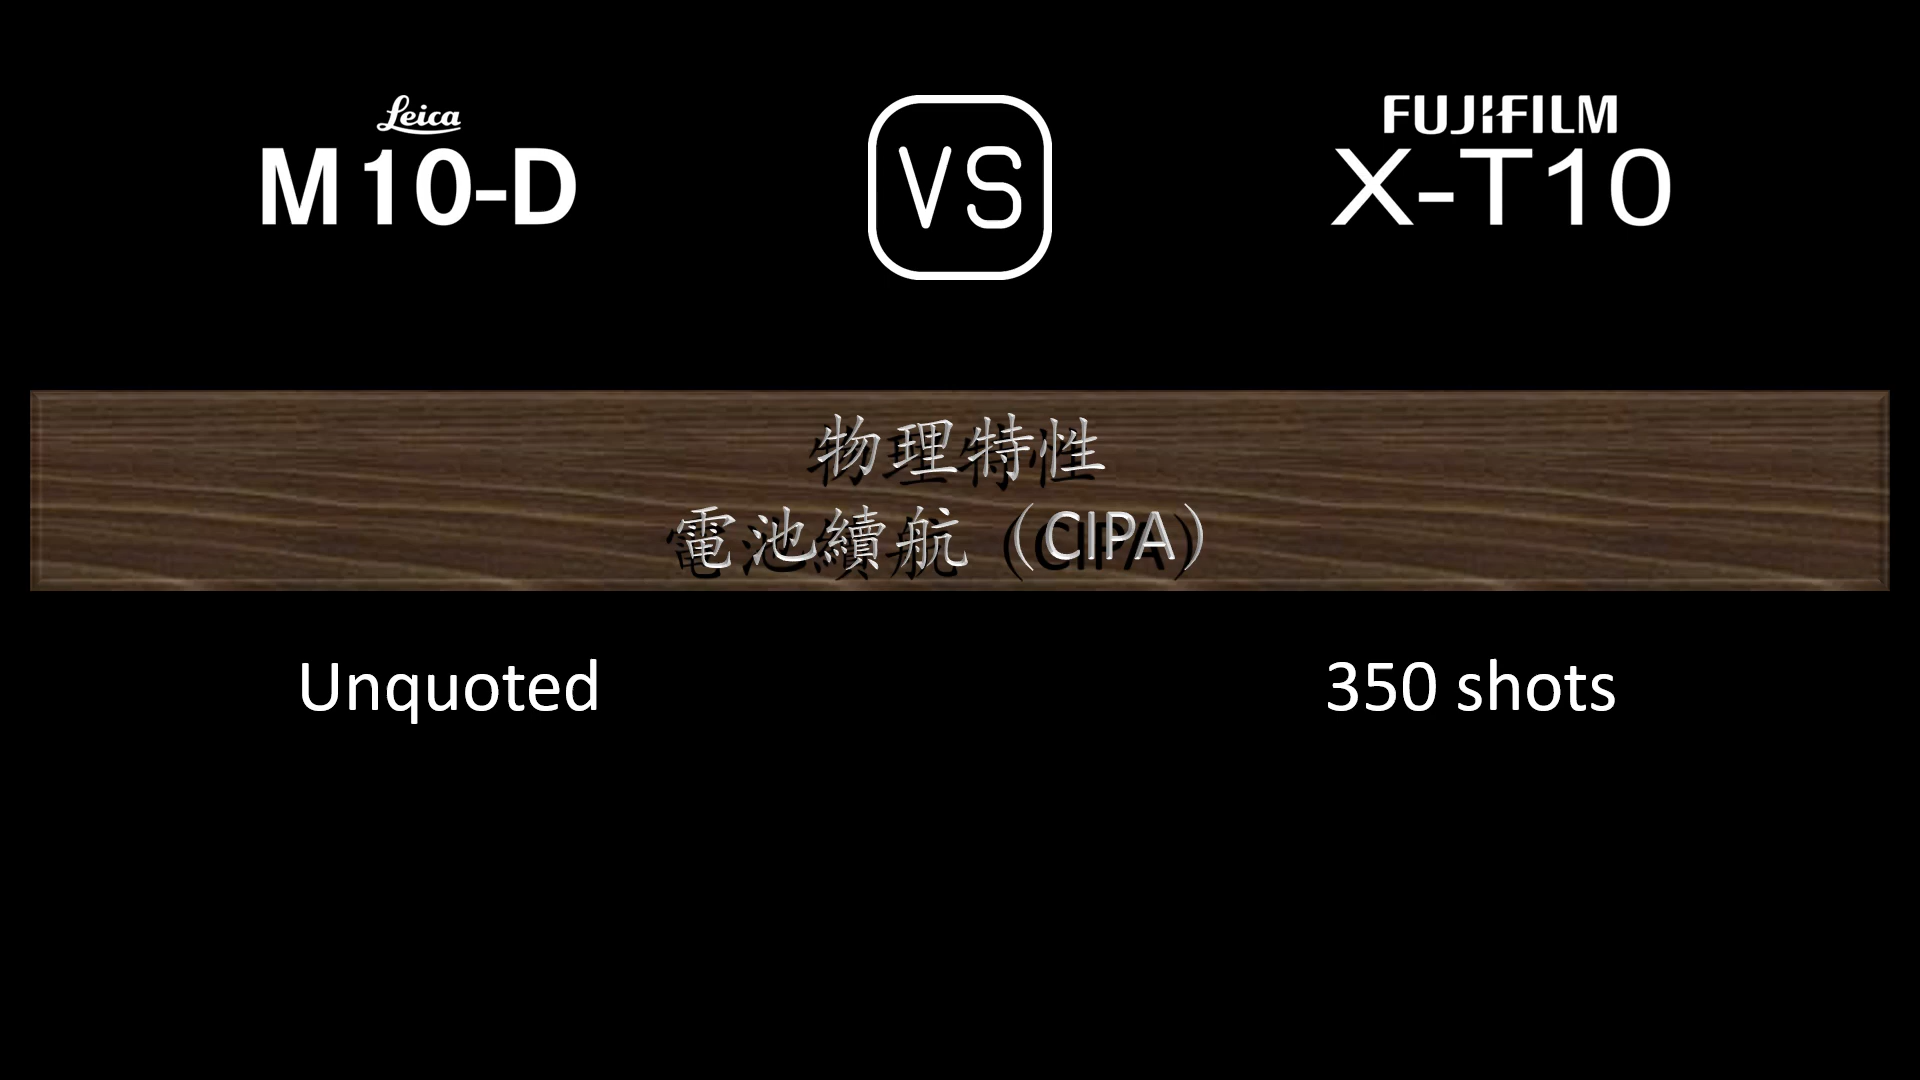 Leica
M10-D
VS
FUJIFILM
X-T10
物理特性
電池續航（CIPA）
Unquoted
350 shots